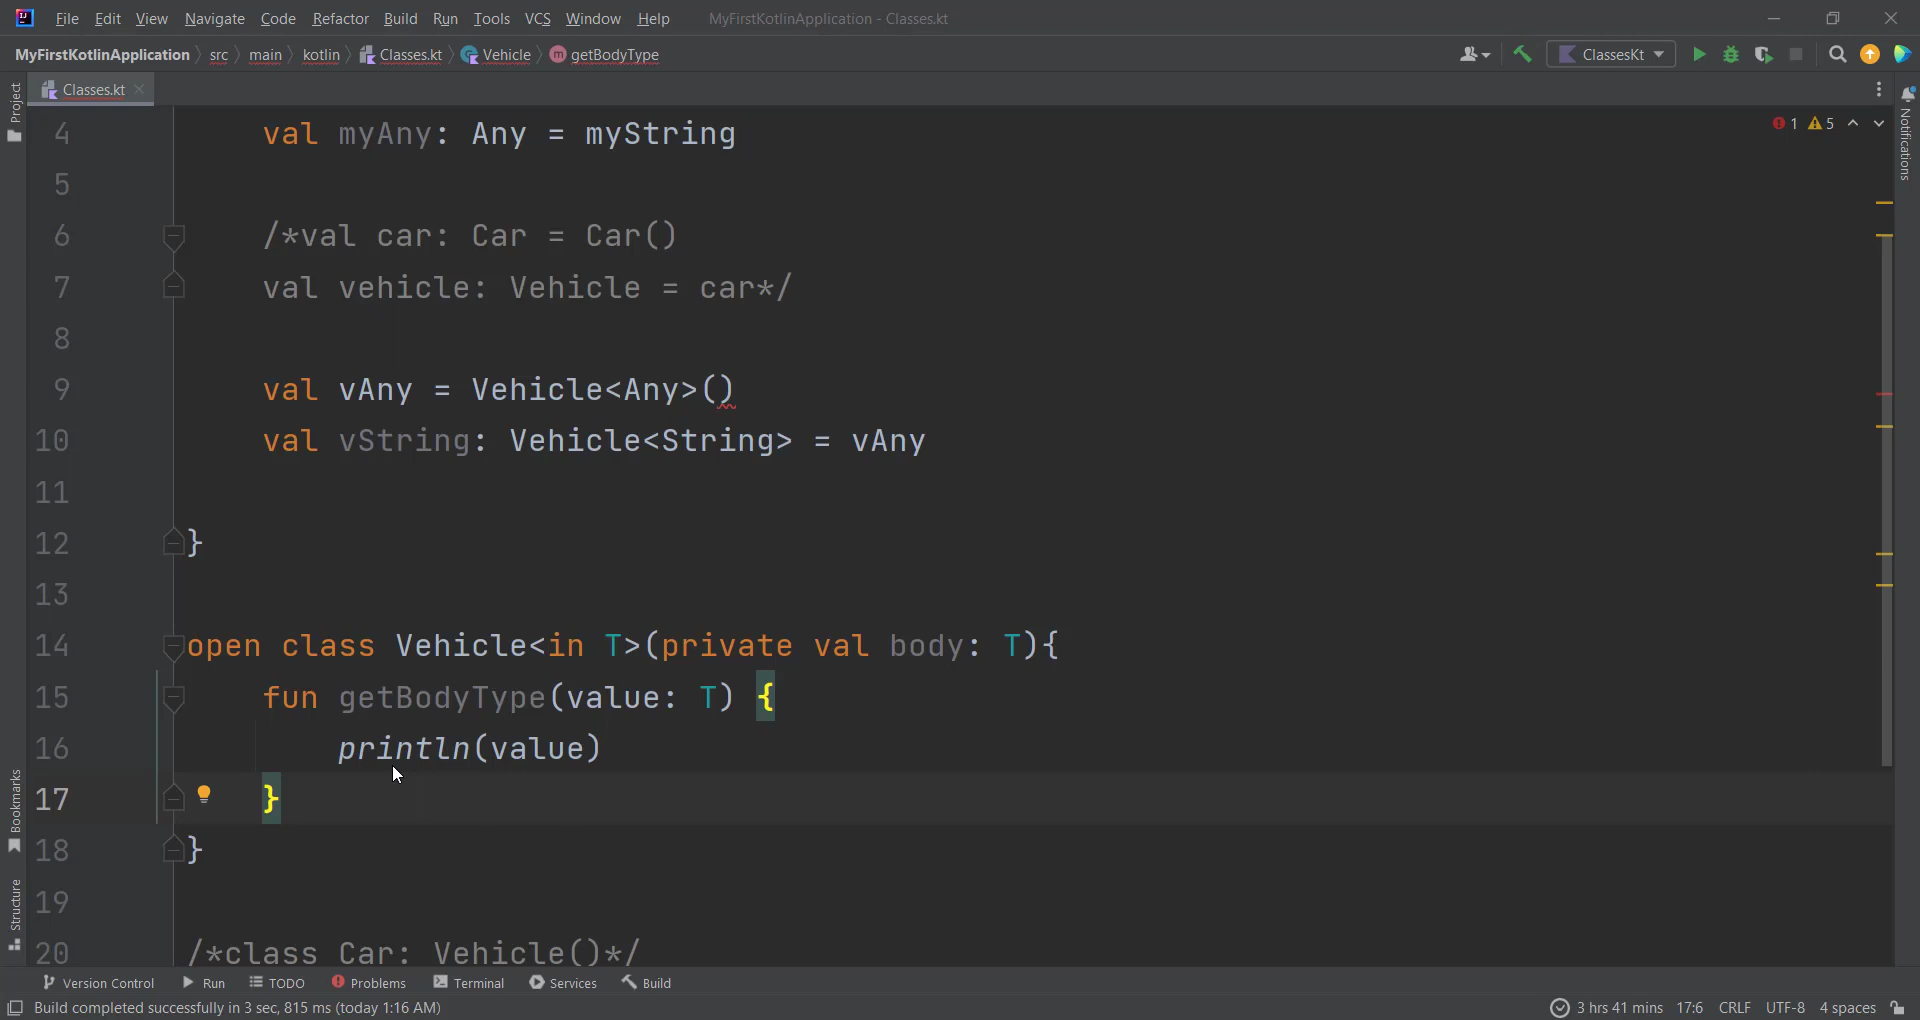 File Edit View Navigate Code Refactor Build Run Tools VCS Window Help MyFirstKotlinApplication - Classes.kt
MyFirstKotlinApplication src main kotlin Classes.kt Vehicle m getBodyType ClassesKt
Project Classes.kt Notifications
1 5
4 val myAny: Any = myString
5
6 /*val car: Car = Car()
7 val vehicle: Vehicle = car*/
8
9 val vAny = Vehicle<Any>()
10 val vString: Vehicle<String> = vAny
11
12 }
13
14 open class Vehicle<in T>(private val body: T){
15 fun getBodyType(value: T) {
16 println(value)
17 }
18 }
19
20 /*class Car: Vehicle()*/
Bookmarks
Structure
Version Control Run TODO Problems Terminal Services Build
Build completed successfully in 3 sec, 815 ms (today 1:16 AM) 3 hrs 41 mins 17:6 CRLF UTF-8 4 spaces